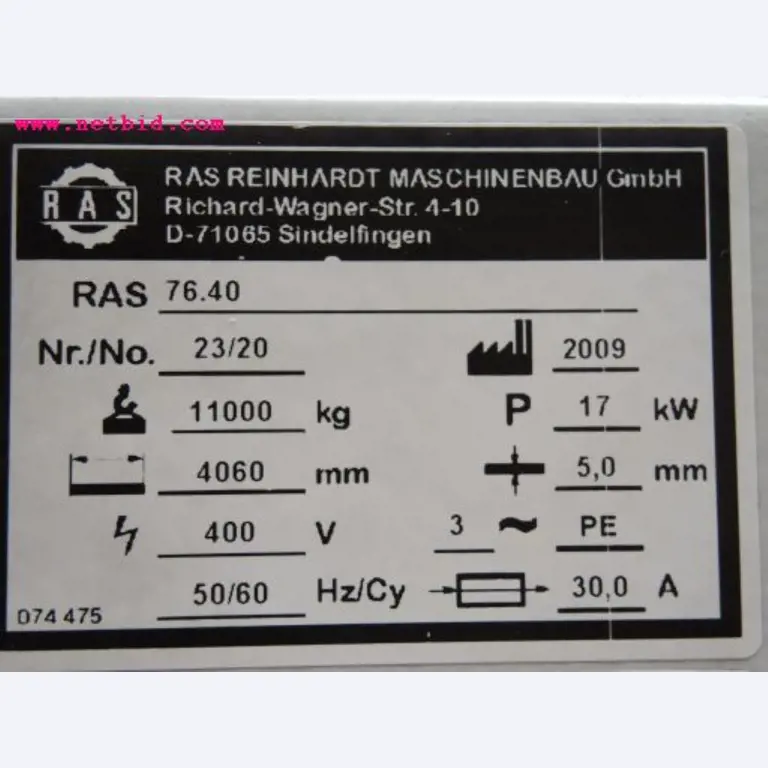 www.netbid.com
RAS
RAS REINHARDT MASCHINENBAU GmbH
Richard-Wagner-Str. 4-10
D-71065 Sindelfingen
RAS 76.40
Nr./No. 23/20 2009
11000 kg P 17 kW
4060 mm 5,0 mm
400 V 3 ~ PE
50/60 Hz/Cy 30,0 A
074 475